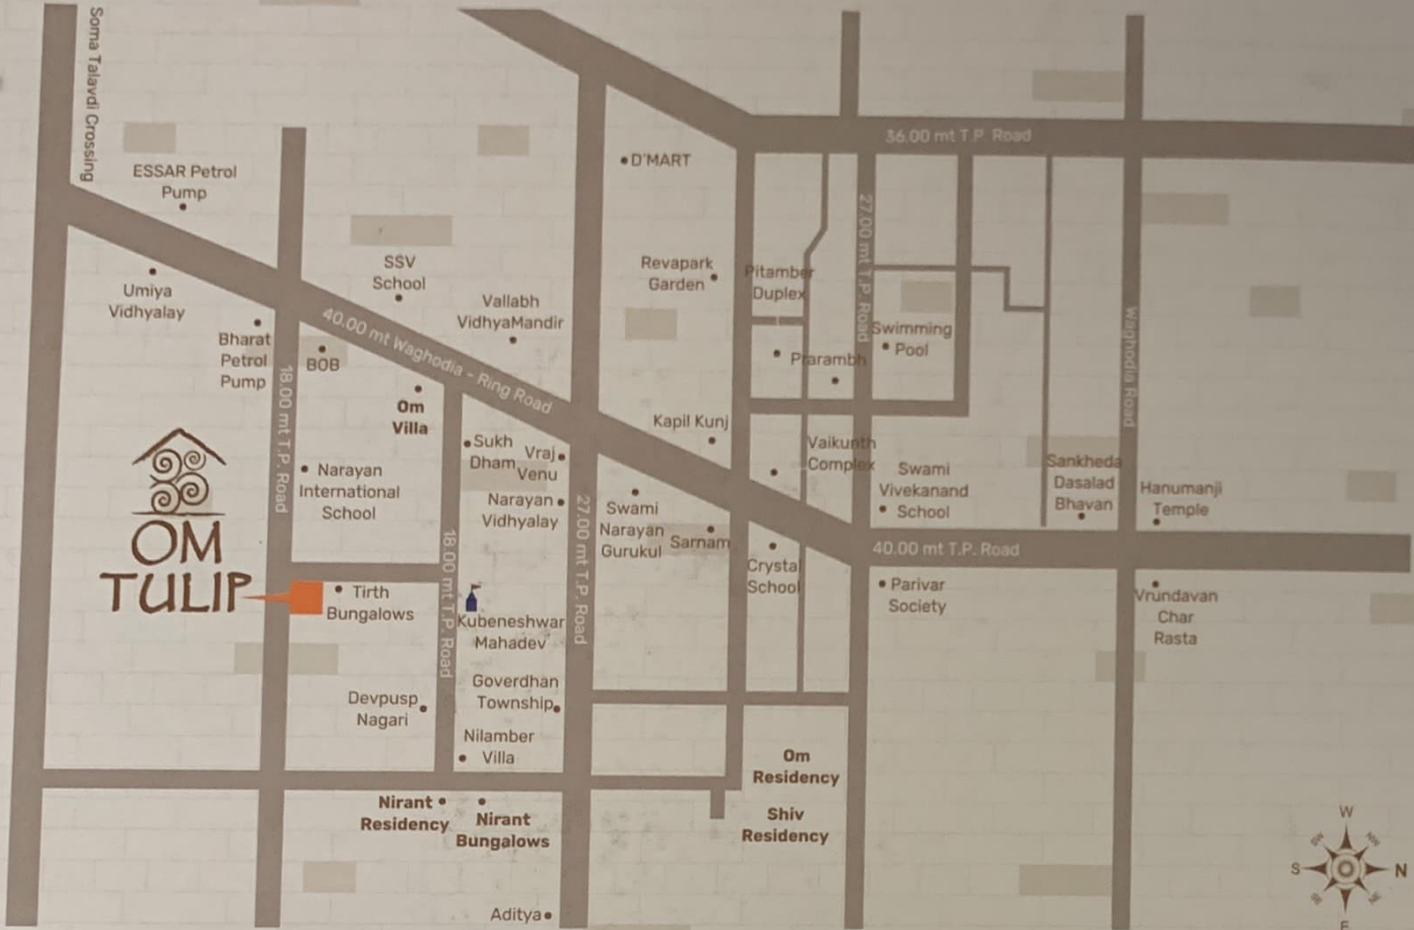 Soma Talavdi Crossing
36.00 mt T.P. Road
ESSAR Petrol
Pump
D'MART
27.00 mt T.P. Road
SSV
School
Revapark
Garden
Pitamber
Duplex
Umiya
Vidhyalay
Vallabh
VidhyaMandir
40.00 mt Waghodia - Ring Road
Swimming
Pool
Waghodia Road
Bharat
Petrol
Pump
BOB
Prarambh
18.00 mt T.P. Road
Om
Villa
Kapil Kunj
Sukh
Dham
Vraj
Venu
Vaikunth
Complex
Narayan
International
School
Swami
Vivekanand
School
Sankheda
Dasalad
Bhavan
Hanumanji
Temple
Narayan
Vidhyalay
27.00 mt T.P. Road
Swami
Narayan
Gurukul
Sarnam
OM
TULIP
18.00 mt T.P. Road
40.00 mt T.P. Road
Crystal
School
Tirth
Bungalows
Parivar
Society
Vrundavan
Char
Rasta
Kubeneshwar
Mahadev
Goverdhan
Township
Devpusp
Nagari
Nilamber
Villa
Om
Residency
Nirant
Residency
Nirant
Bungalows
Shiv
Residency
W
S
N
E
Aditya